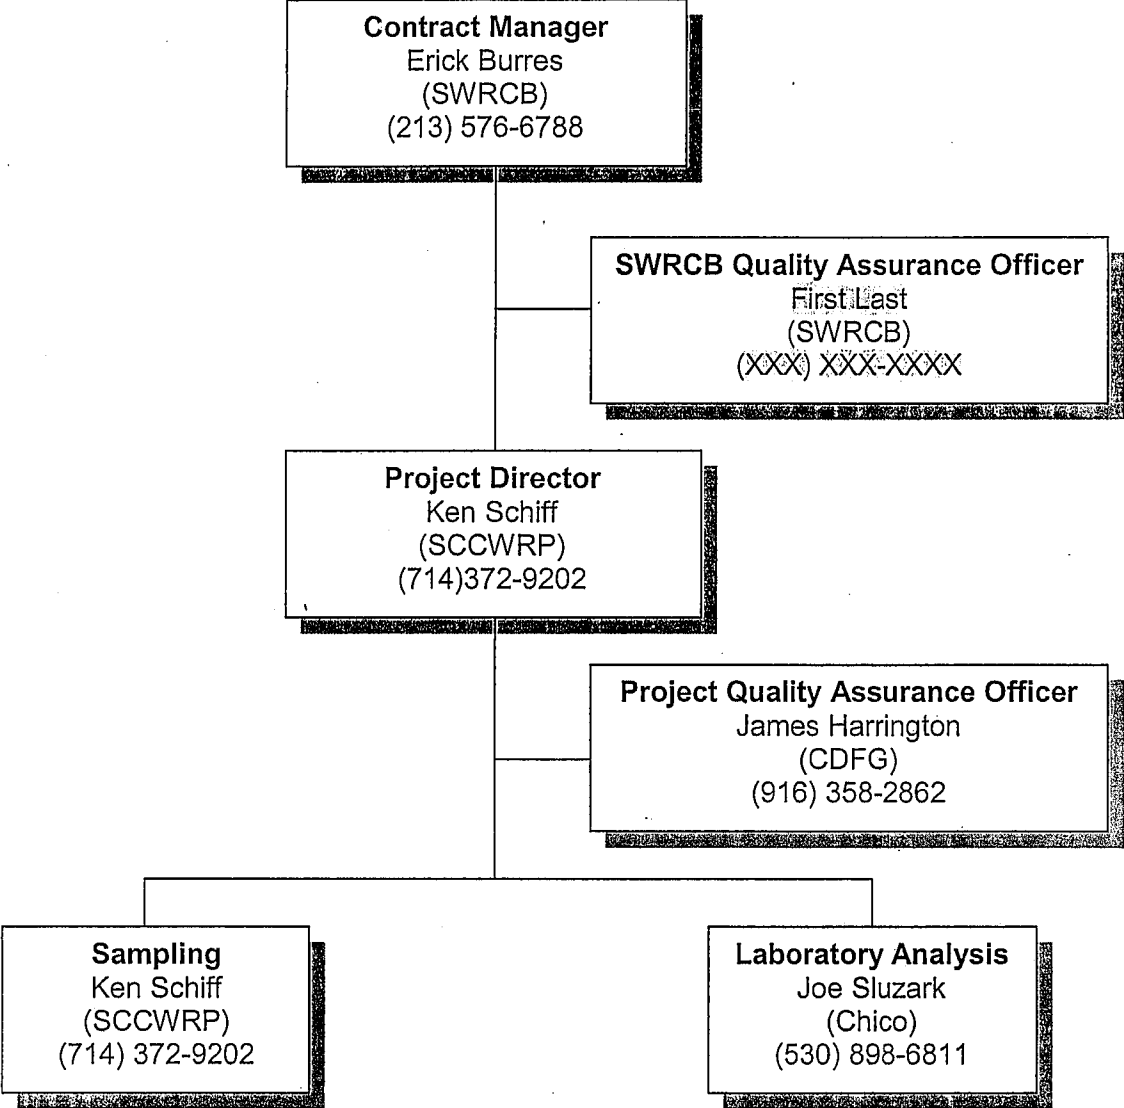 Contract Manager
Erick Burres
(SWRCB)
(213) 576-6788
SWRCB Quality Assurance Officer
First Last
(SWRCB)
(XXX) XXX-XXXX
Project Director
Ken Schiff
(SCCWRP)
(714)372-9202
Project Quality Assurance Officer
James Harrington
(CDFG)
(916) 358-2862
Sampling
Ken Schiff
(SCCWRP)
(714) 372-9202
Laboratory Analysis
Joe Sluzark
(Chico)
(530) 898-6811